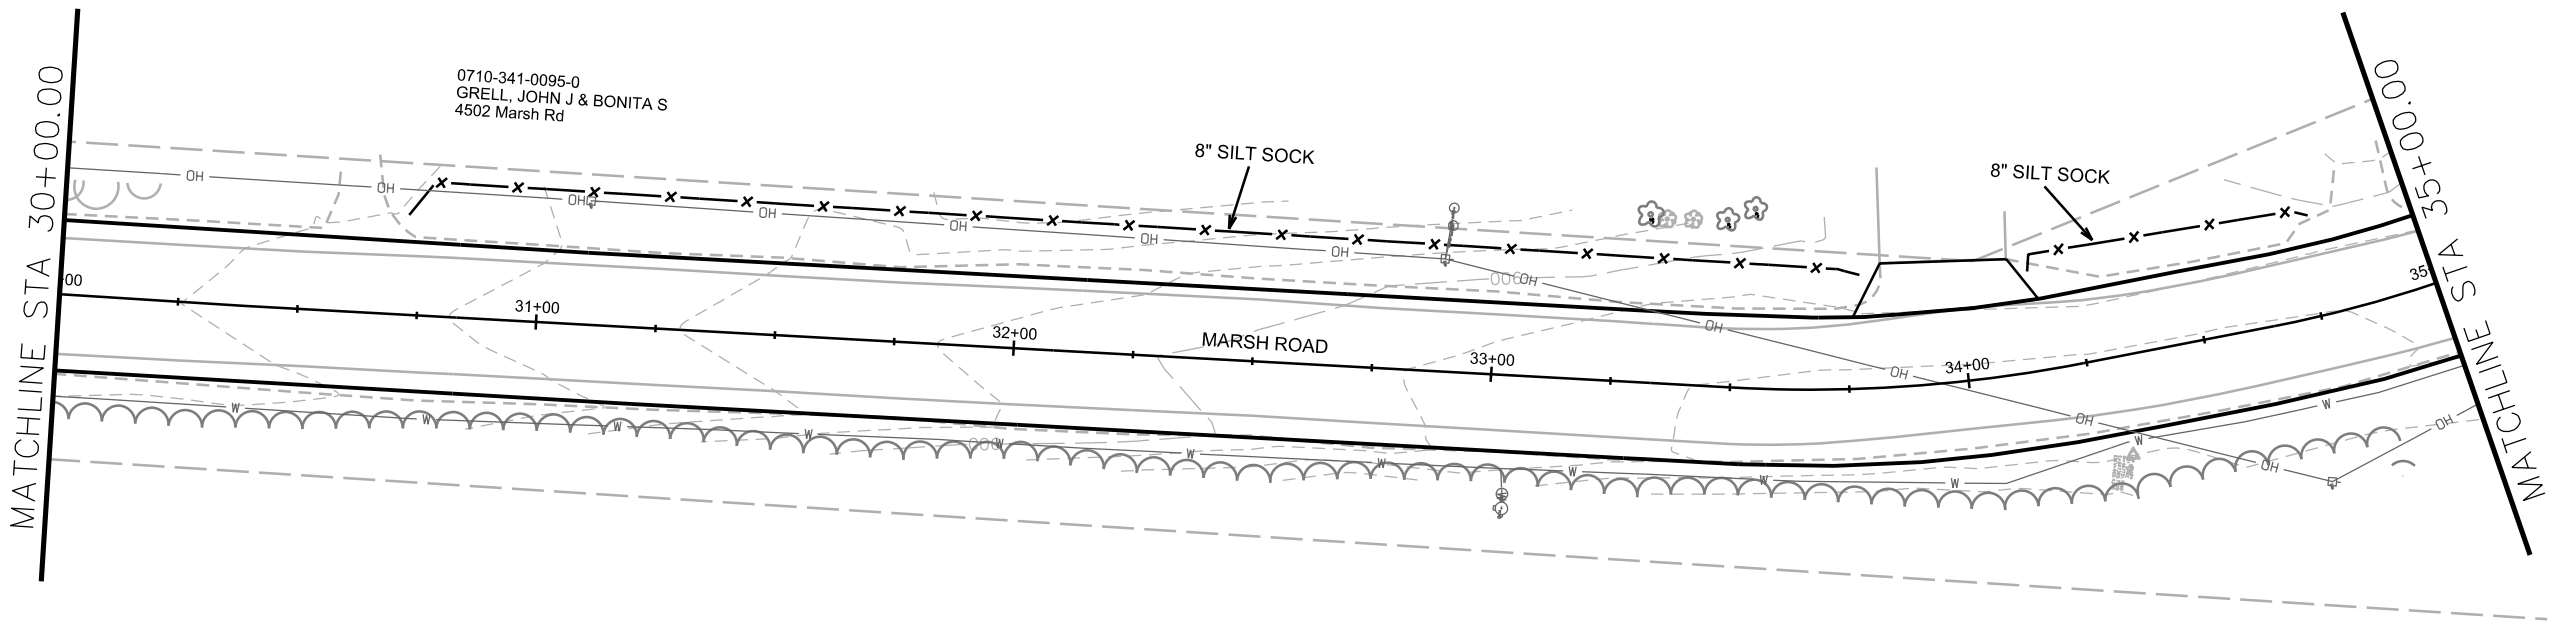 MATCHLINE STA 30+00.00
0710-341-0095-0
GRELL, JOHN J & BONITA S
4502 Marsh Rd
8" SILT SOCK
8" SILT SOCK
MATCHLINE STA 35+00.00
OH
OH
OH
OH
OH
OH
OH
OH
OH
OH
OH
OH
OH
00
31+00
32+00
MARSH ROAD
33+00
34+00
35
W
W
W
W
W
W
W
W
W
W
W
W